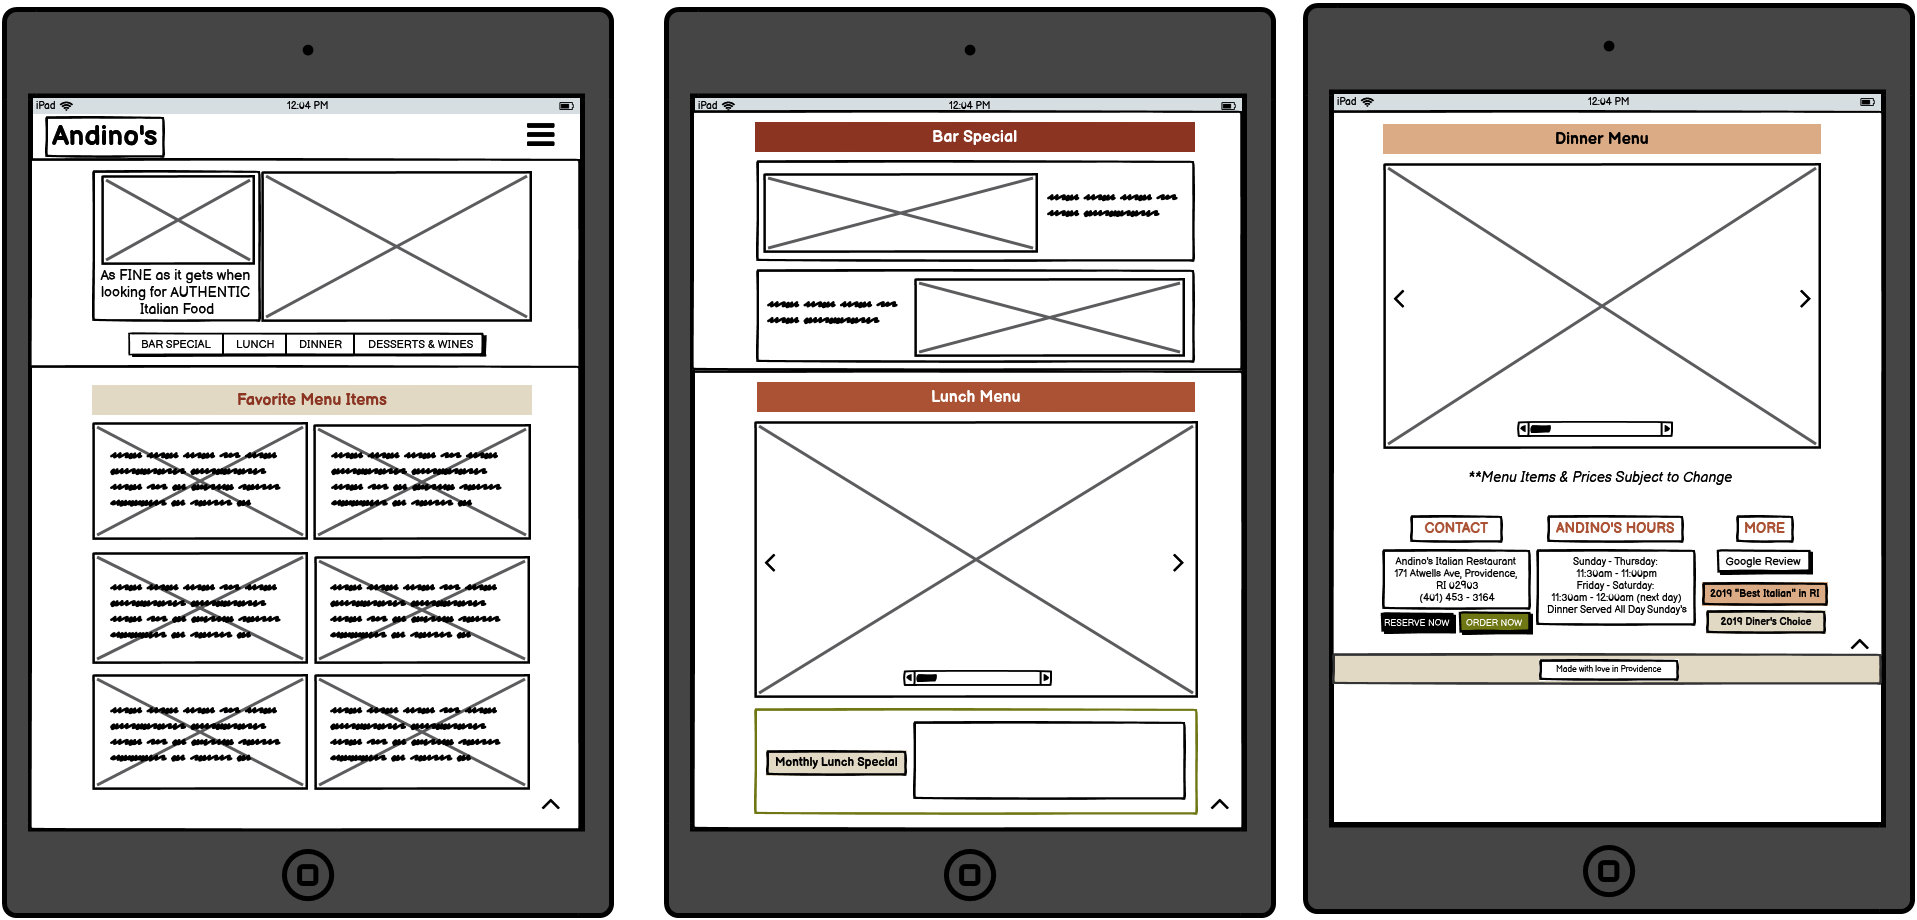 iPad
12:04 PM
Andino's
As FINE as it gets when
looking for AUTHENTIC
Italian Food
BAR SPECIAL
LUNCH
DINNER
DESSERTS & WINES
Favorite Menu Items
iPad
12:04 PM
Bar Special
Lunch Menu
Monthly Lunch Special
iPad
12:04 PM
Dinner Menu
**Menu Items & Prices Subject to Change
CONTACT
Andino's Italian Restaurant
171 Atwells Ave, Providence,
RI 02903
(401) 453 - 3164
RESERVE NOW
ORDER NOW
ANDINO'S HOURS
Sunday - Thursday:
11:30am - 11:00pm
Friday - Saturday:
11:30am - 12:00am (next day)
Dinner Served All Day Sunday's
MORE
Google Review
2019 "Best Italian" in RI
2019 Diner's Choice
Made with love in Providence